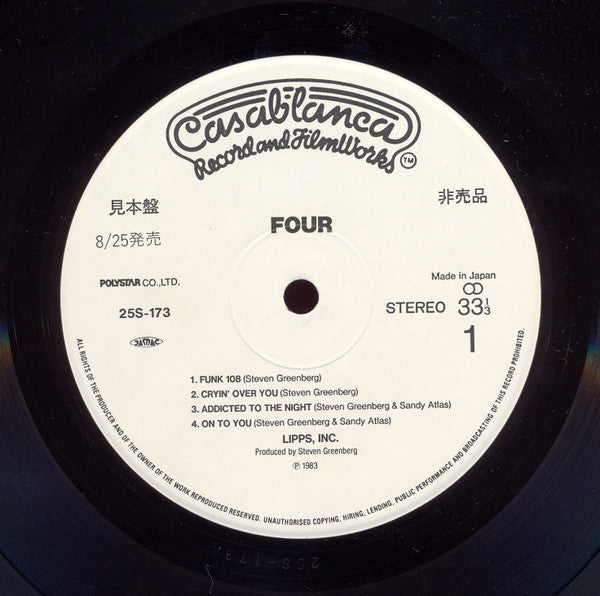 Casablanca
Record and FilmWorks
TM
見本盤
非売品
8/25発売
FOUR
POLYSTAR CO.,LTD.
Made in Japan
25S-173
STEREO 33 1/3
JASRAC
1
1. FUNK 108 (Steven Greenberg)
2. CRYIN' OVER YOU (Steven Greenberg)
3. ADDICTED TO THE NIGHT (Steven Greenberg & Sandy Atlas)
4. ON TO YOU (Steven Greenberg & Sandy Atlas)
LIPPS, INC.
Produced by Steven Greenberg
℗ 1983
ALL RIGHTS OF THE PRODUCER AND OF THE OWNER OF THE WORK REPRODUCED RESERVED. UNAUTHORISED COPYING, HIRING, LENDING, PUBLIC PERFORMANCE AND BROADCASTING OF THIS RECORD PROHIBITED.